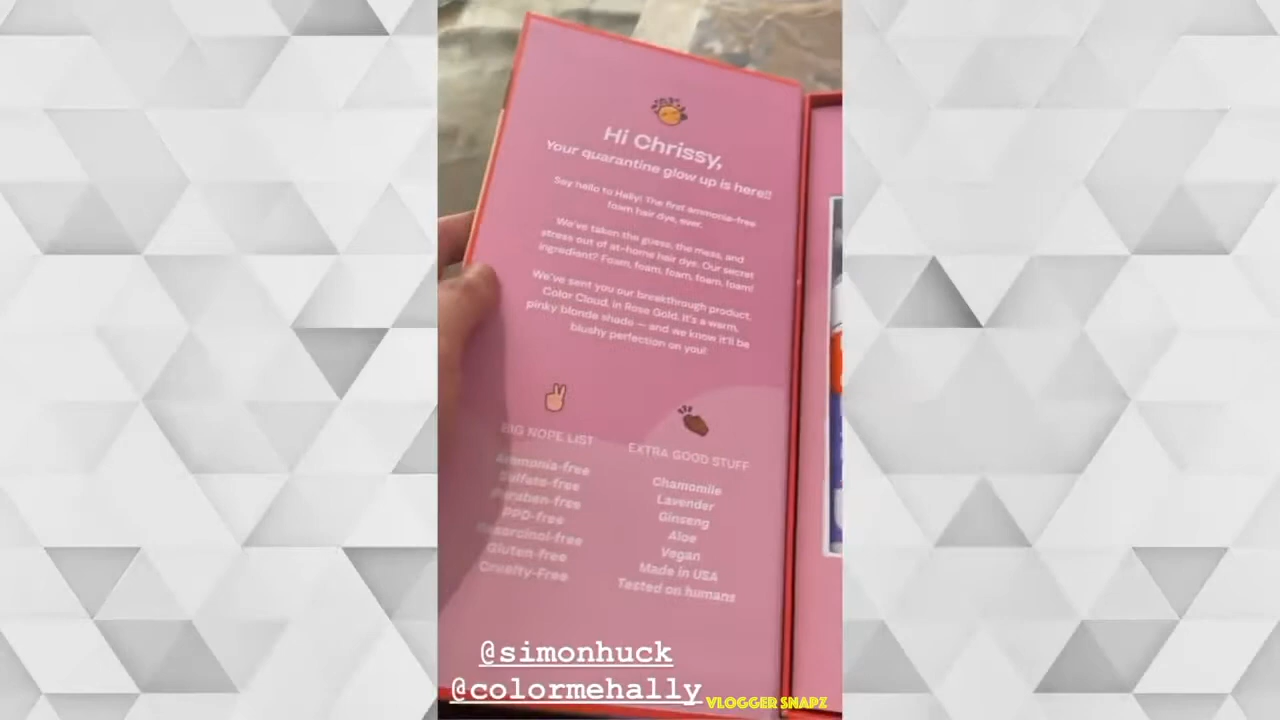 Hi Chrissy,
Your quarantine glow up is here!!
Say hello to Hally! The first ammonia-free
foam hair dye, ever.
We've taken the guess, the mess, and
stress out of at-home hair dye. Our secret
ingredient? Foam, foam, foam, foam, foam!
We've sent you our breakthrough product,
Color Cloud, in Rose Gold. It's a warm,
pinky blonde shade — and we know it'll be
blushy perfection on you!
BIG NOPE LIST
Ammonia-free
Sulfate-free
Paraben-free
PPD-free
Resorcinol-free
Gluten-free
Cruelty-Free
EXTRA GOOD STUFF
Chamomile
Lavender
Ginseng
Aloe
Vegan
Made in USA
Tested on humans
@simonhuck
@colormehally
VLOGGER SNAPZ